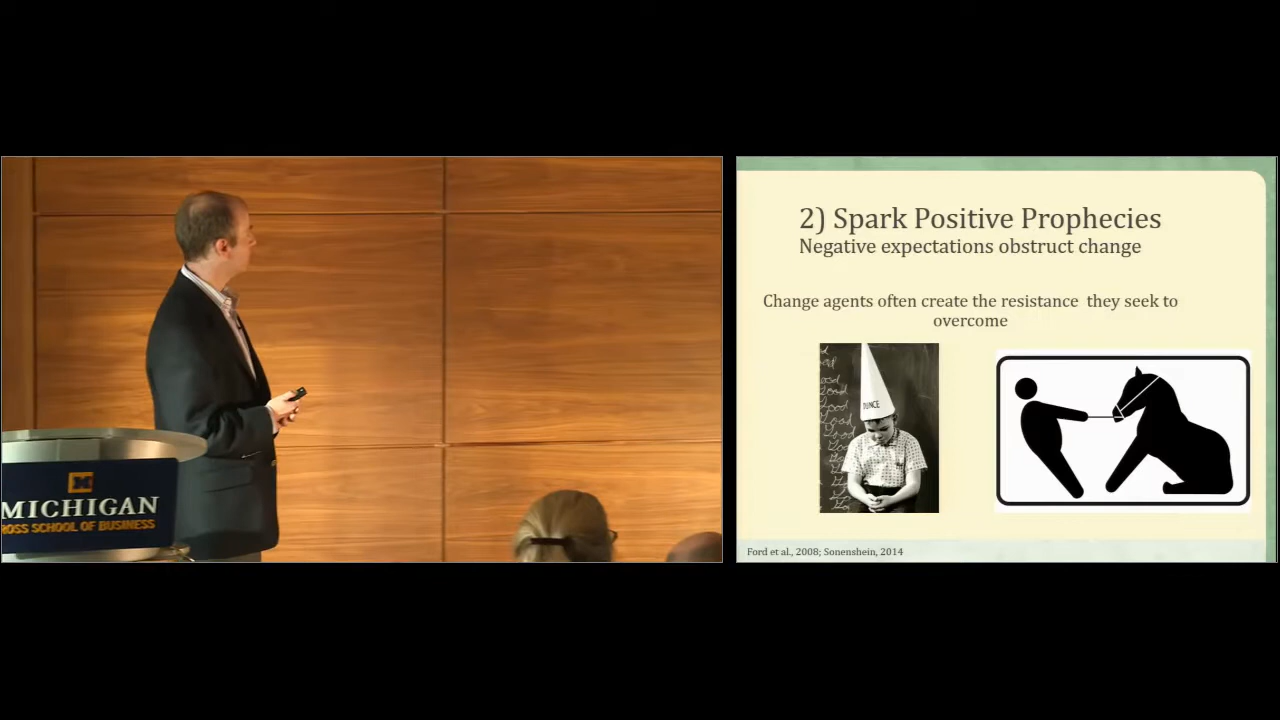 MICHIGAN
ROSS SCHOOL OF BUSINESS
2) Spark Positive Prophecies
Negative expectations obstruct change
Change agents often create the resistance they seek to
overcome
DUNCE
Ford et al., 2008; Sonenshein, 2014